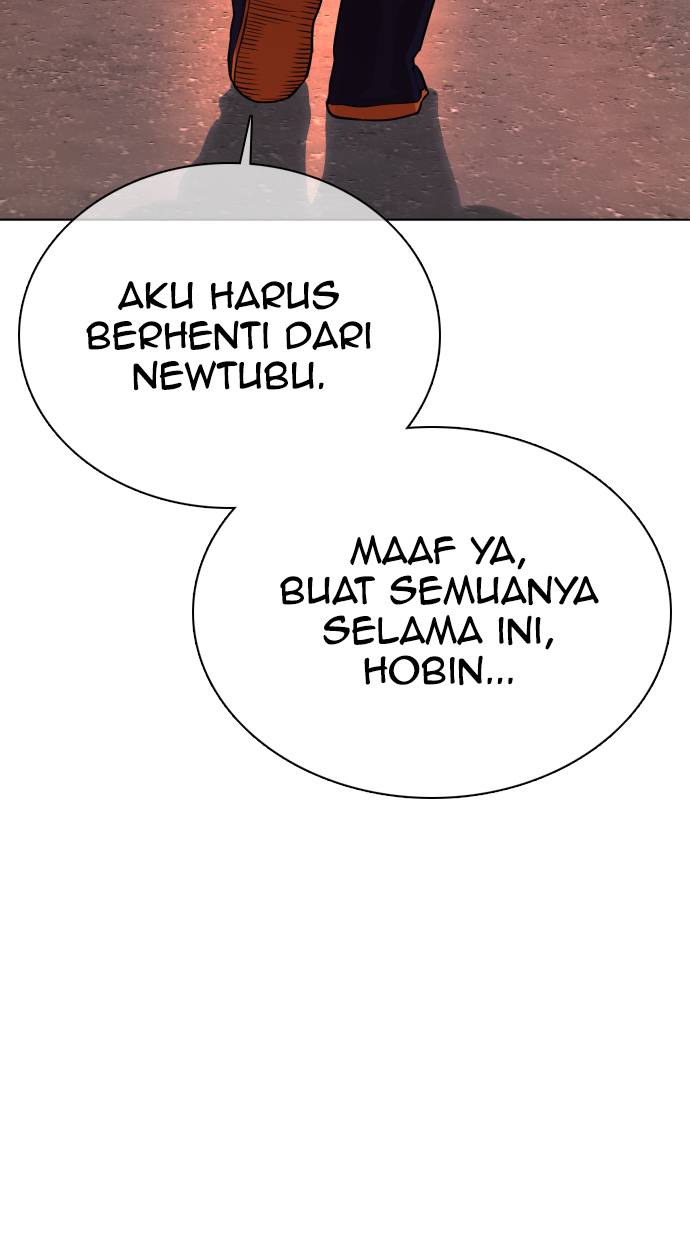 AKU HARUS
BERHENTI DARI
NEWTUBU.
MAAF YA,
BUAT SEMUANYA
SELAMA INI,
HOBIN...